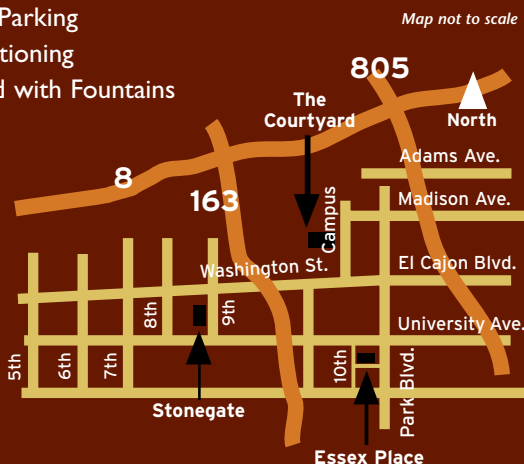 Parking
tioning
d with Fountains
Map not to scale
805
The
Courtyard
North
Adams Ave.
8
163
Campus
Madison Ave.
Washington St.
El Cajon Blvd.
8th
9th
University Ave.
5th
6th
7th
10th
Park Blvd.
Stonegate
Essex Place